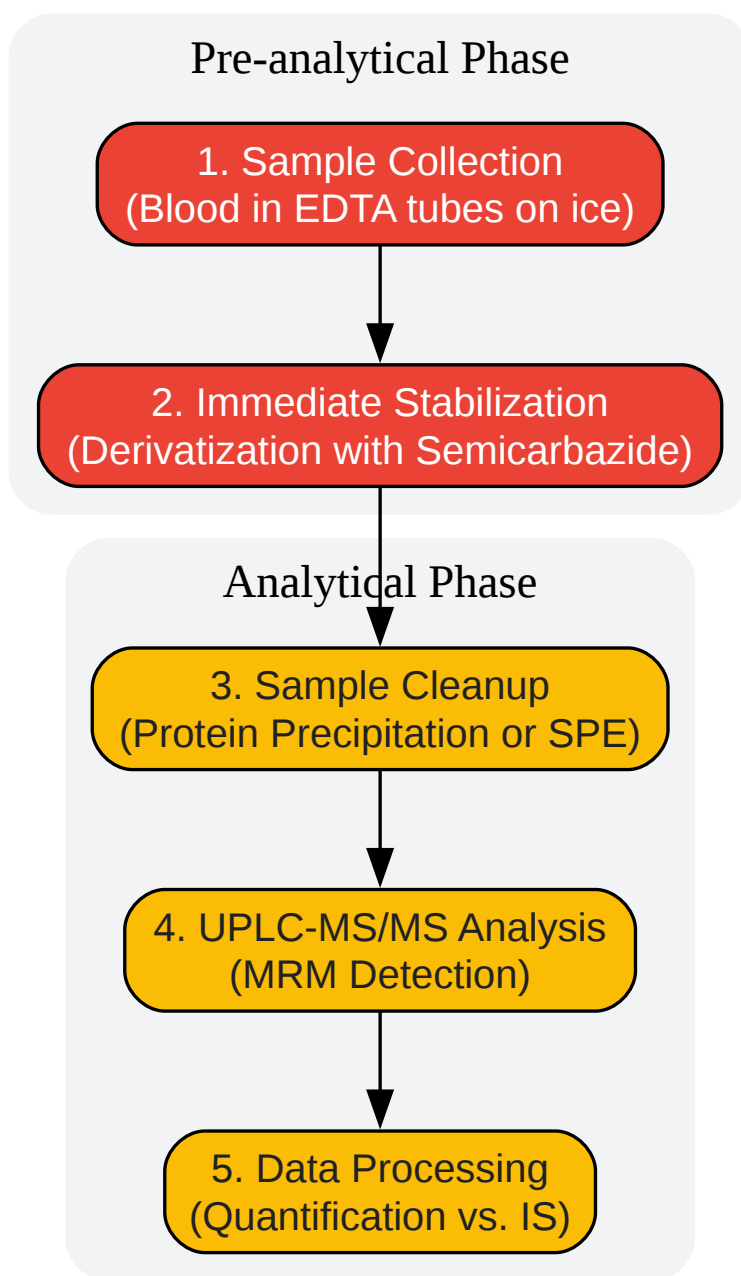 Pre-analytical Phase
1. Sample Collection
(Blood in EDTA tubes on ice)
2. Immediate Stabilization
(Derivatization with Semicarbazide)
Analytical Phase
3. Sample Cleanup
(Protein Precipitation or SPE)
4. UPLC-MS/MS Analysis
(MRM Detection)
5. Data Processing
(Quantification vs. IS)